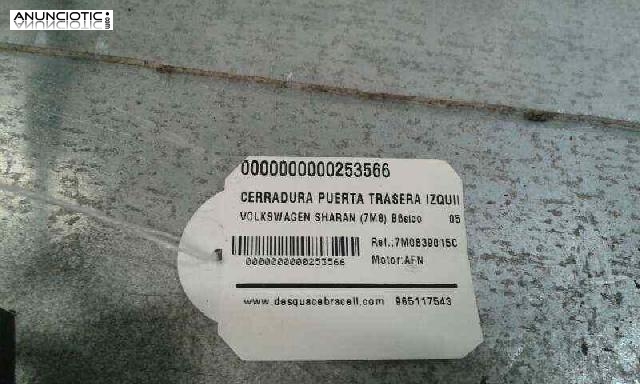 ANUNCIOTIC.com
0000000000253566
CERRADURA PUERTA TRASERA IZQUI
VOLKSWAGEN SHARAN (7M8) Básico 05
Ref.:7M0839015C
0000000000253566
Motor:AFN
www.desguacebracell.com 965117543